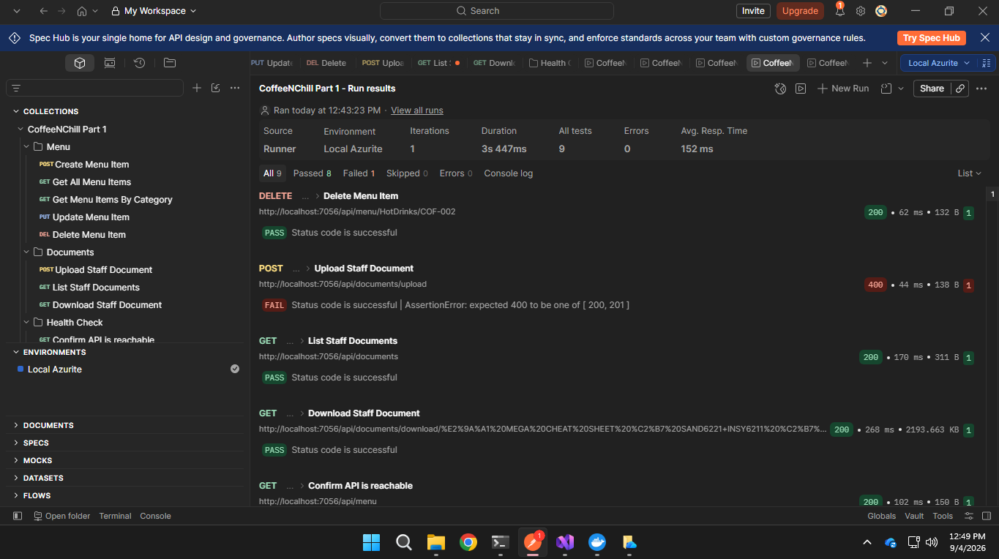 My Workspace
Search
Invite
Upgrade
1
Spec Hub is your single home for API design and governance. Author specs visually, convert them to collections that stay in sync, and enforce standards across your team with custom governance rules.
Try Spec Hub
PUT Update
DEL Delete
POST Uploa
GET List
GET Downl
Health
CoffeeN
CoffeeN
CoffeeN
CoffeeN
CoffeeN
Local Azurite
CoffeeNChill Part 1 - Run results
New Run
Share
COLLECTIONS
CoffeeNChill Part 1
Menu
POST Create Menu Item
GET Get All Menu Items
GET Get Menu Items By Category
PUT Update Menu Item
DEL Delete Menu Item
Documents
POST Upload Staff Document
GET List Staff Documents
GET Download Staff Document
Health Check
GET Confirm API is reachable
ENVIRONMENTS
Local Azurite
DOCUMENTS
SPECS
MOCKS
DATASETS
FLOWS
Ran today at 12:43:23 PM · View all runs
Source Environment Iterations Duration All tests Errors Avg. Resp. Time
Runner Local Azurite 1 3s 447ms 9 0 152 ms
All 9 Passed 8 Failed 1 Skipped 0 Errors 0 Console log List
1
DELETE ... > Delete Menu Item
http://localhost:7056/api/menu/HotDrinks/COF-002
200 • 62 ms • 132 B 1
PASS Status code is successful
POST ... > Upload Staff Document
http://localhost:7056/api/documents/upload
400 • 44 ms • 138 B 1
FAIL Status code is successful | AssertionError: expected 400 to be one of [ 200, 201 ]
GET ... > List Staff Documents
http://localhost:7056/api/documents
200 • 170 ms • 311 B 1
PASS Status code is successful
GET ... > Download Staff Document
http://localhost:7056/api/documents/download/%E2%9A%A1%20MEGA%20CHEAT%20SHEET%20%C2%B7%20SAND6221+INSY6211%20%C2%B7%...
200 • 268 ms • 2193.663 KB 1
PASS Status code is successful
GET ... > Confirm API is reachable
http://localhost:7056/api/menu
200 • 102 ms • 150 B 1
Open folder Terminal Console
Globals Vault Tools
1
12:49 PM
9/4/2026